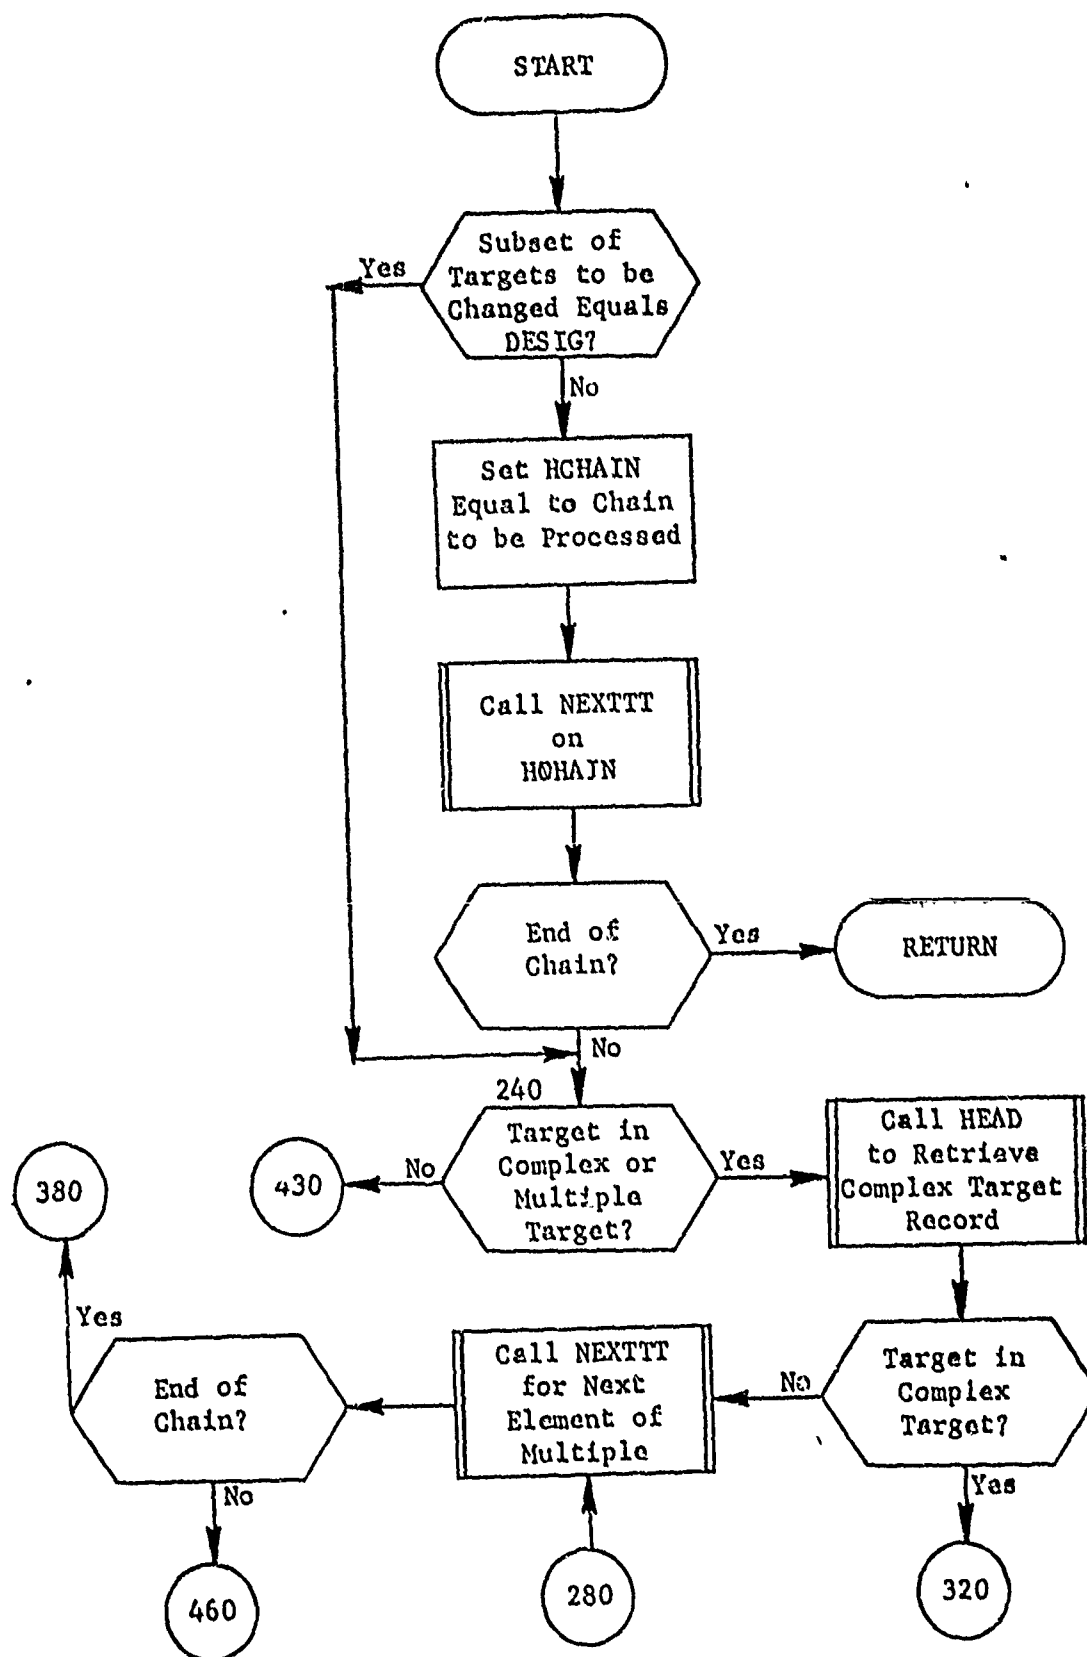 START
Subset of
Targets to be
Changed Equals
DESIG?
Yes
No
Set HCHAIN
Equal to Chain
to be Processed
Call NEXTTT
on
HCHAIN
End of
Chain?
Yes
RETURN
No
240
Target in
Complex or
Multiple
Target?
No
430
Yes
Call HEAD
to Retrieve
Complex Target
Record
380
Yes
End of
Chain?
No
460
Call NEXTTT
for Next
Element of
Multiple
280
No
Target in
Complex
Target?
Yes
320